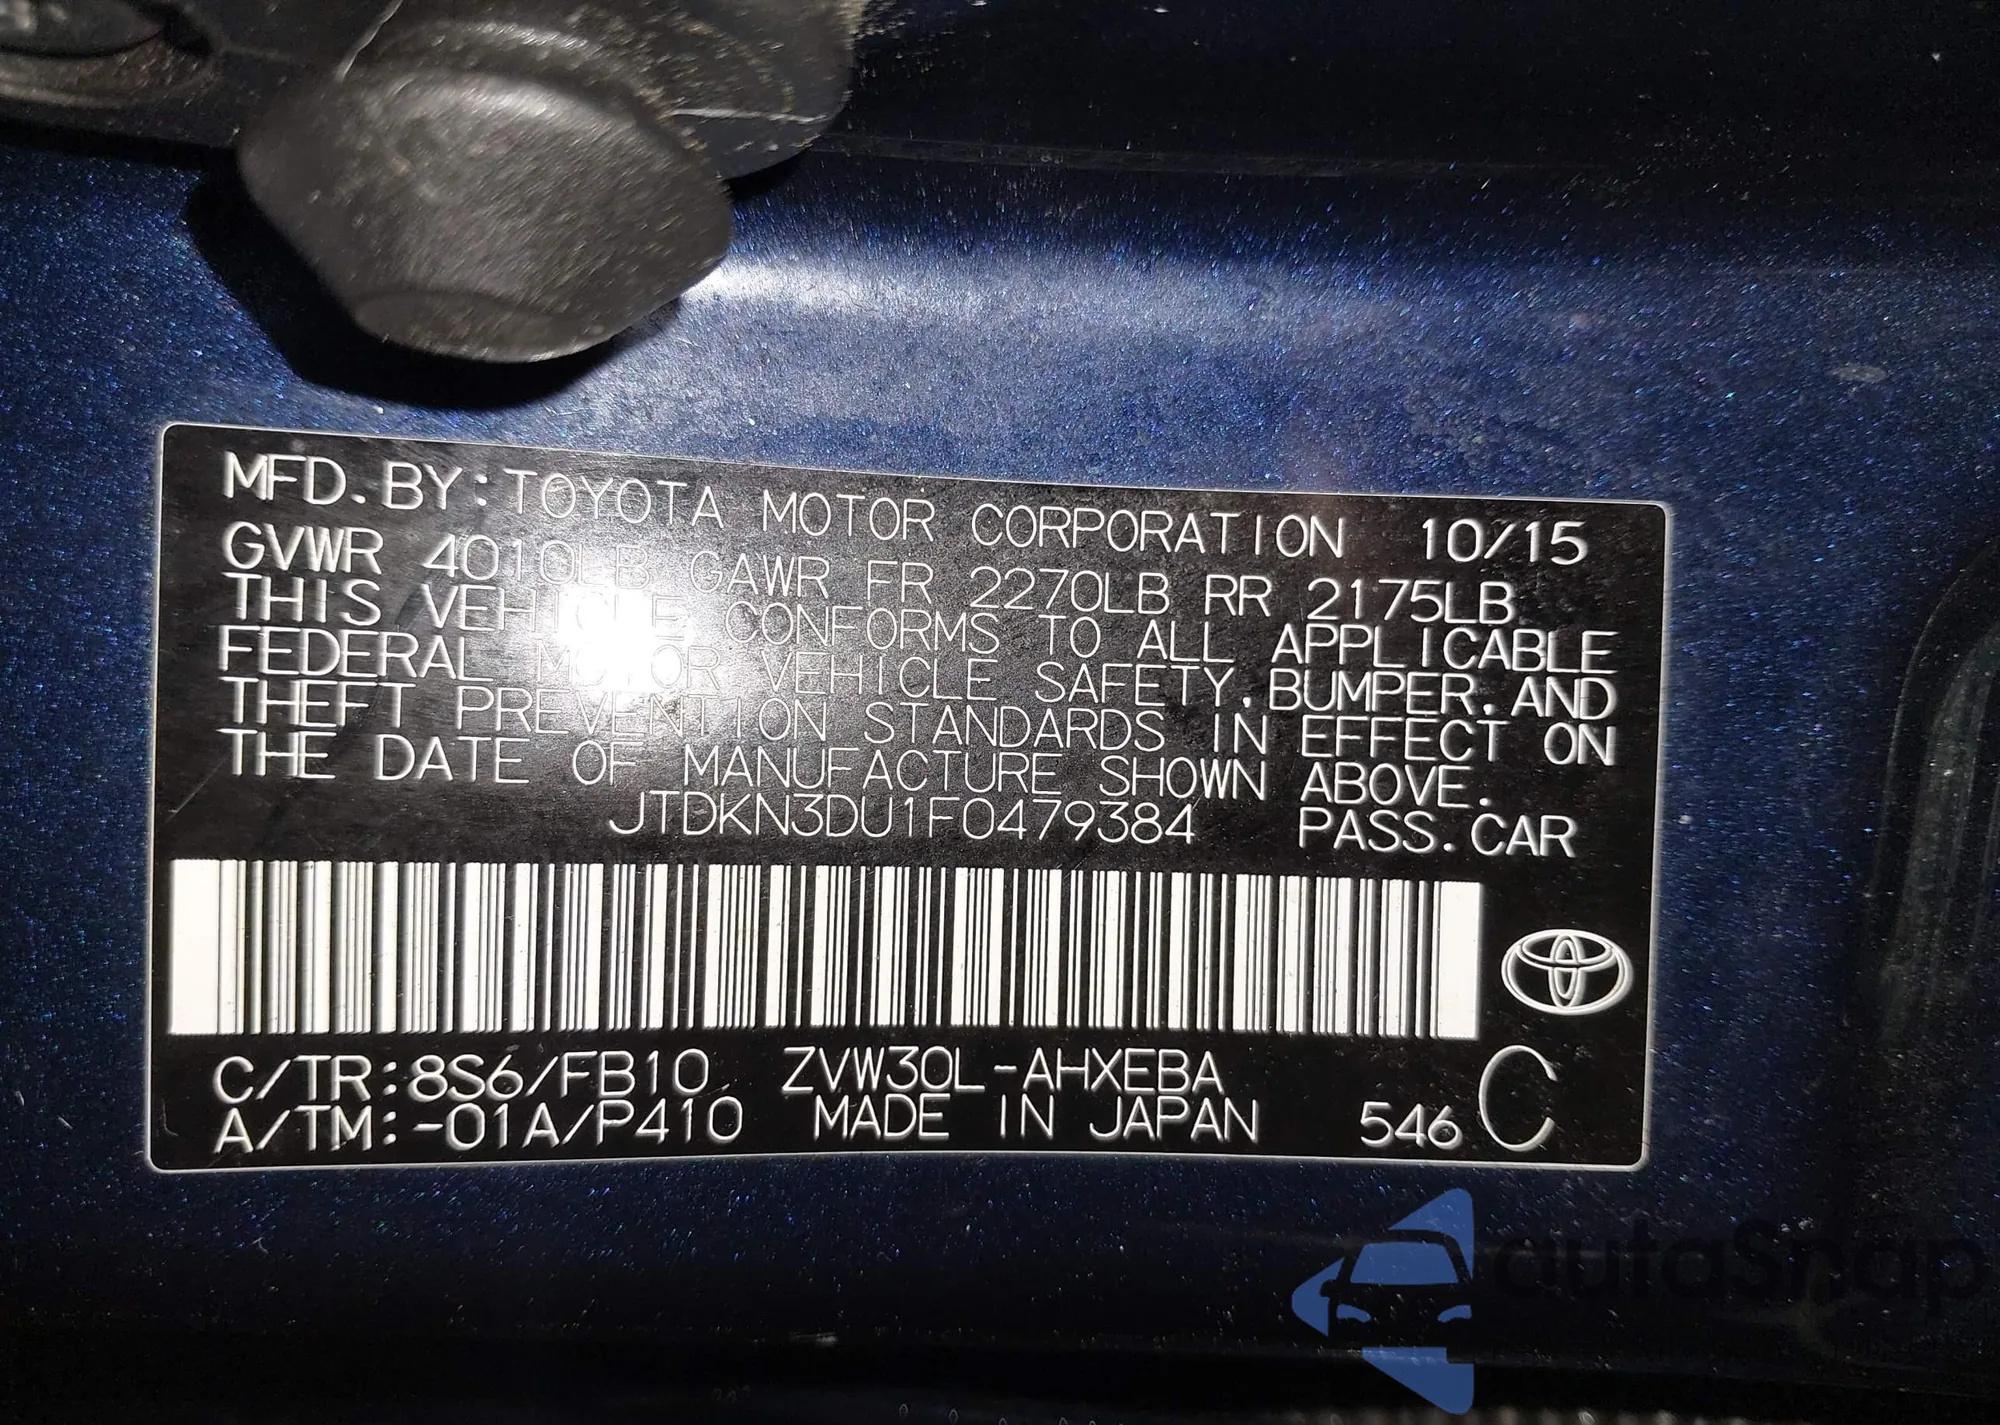 MFD.BY:TOYOTA MOTOR CORPORATION 10/15
GVWR 4010LB GAWR FR 2270LB RR 2175LB
THIS VEHICLE CONFORMS TO ALL APPLICABLE
FEDERAL MOTOR VEHICLE SAFETY,BUMPER,AND
THEFT PREVENTION STANDARDS IN EFFECT ON
THE DATE OF MANUFACTURE SHOWN ABOVE.
JTDKN3DU1F0479384 PASS.CAR
C/TR:8S6/FB10 ZVW30L-AHXEBA
A/TM:-01A/P410 MADE IN JAPAN 546 C
autoSnap